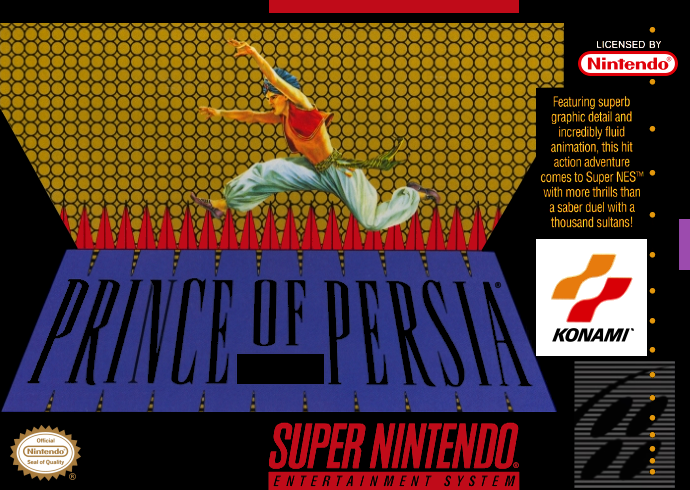 LICENSED BY
Nintendo®
Featuring superb
graphic detail and
incredibly fluid
animation, this hit
action adventure
comes to Super NES™
with more thrills than
a saber duel with a
thousand sultans!
KONAMI™
PRINCE OF PERSIA®
Official
Nintendo®
Seal of Quality
®
SUPER NINTENDO®
ENTERTAINMENT SYSTEM